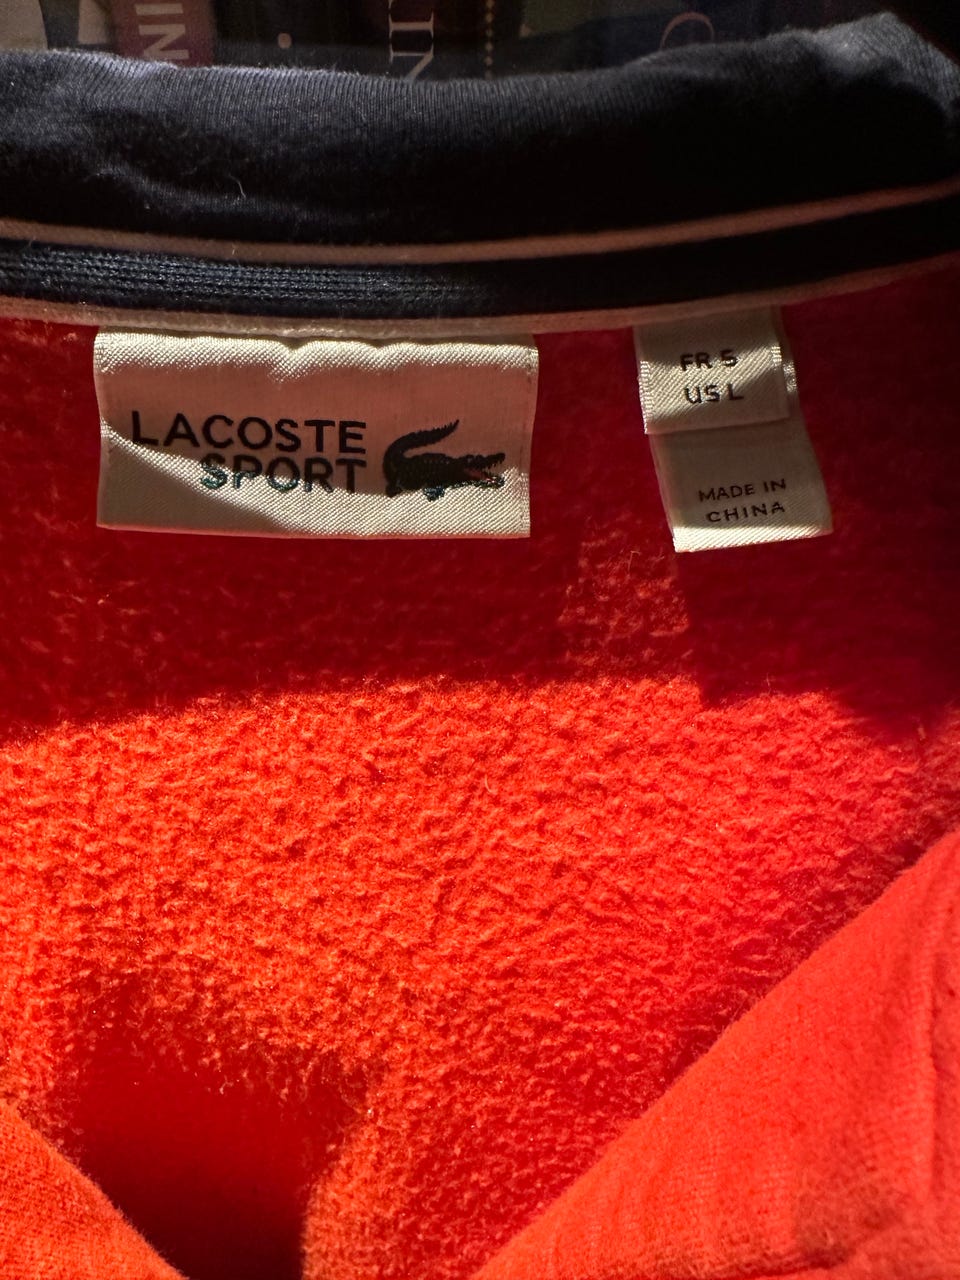 LACOSTE
SPORT
FR 5
US L
MADE IN
CHINA